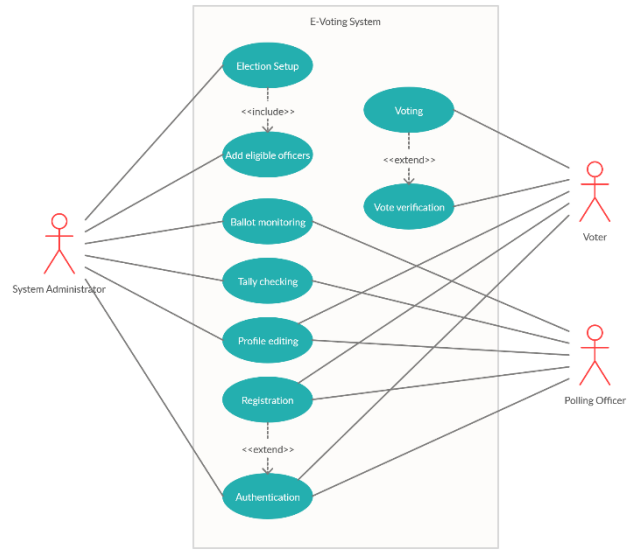 E-Voting System
Election Setup
<<include>>
Voting
Add eligible officers
<<extend>>
Vote verification
Ballot monitoring
Voter
System Administrator
Tally checking
Profile editing
Registration
Polling Officer
<<extend>>
Authentication